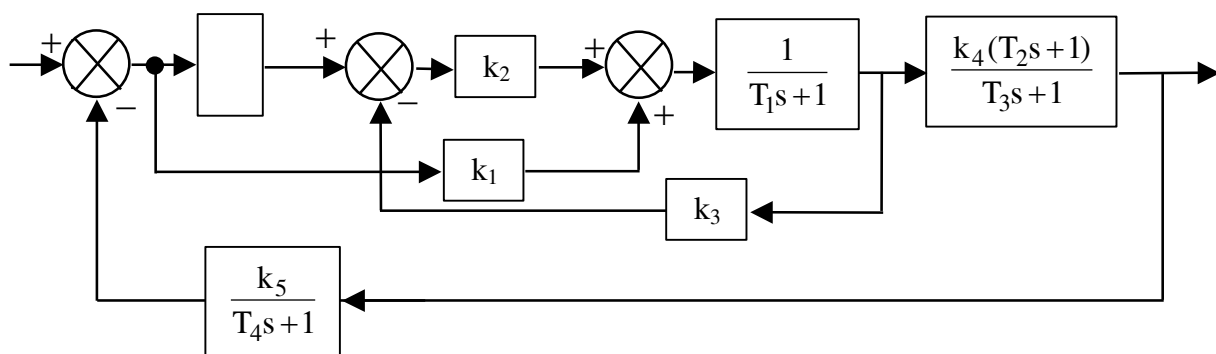 +
−
+
−
k₂
+
+
1
T₁s+1
k₄(T₂s+1)
T₃s+1
k₁
k₃
k₅
T₄s+1